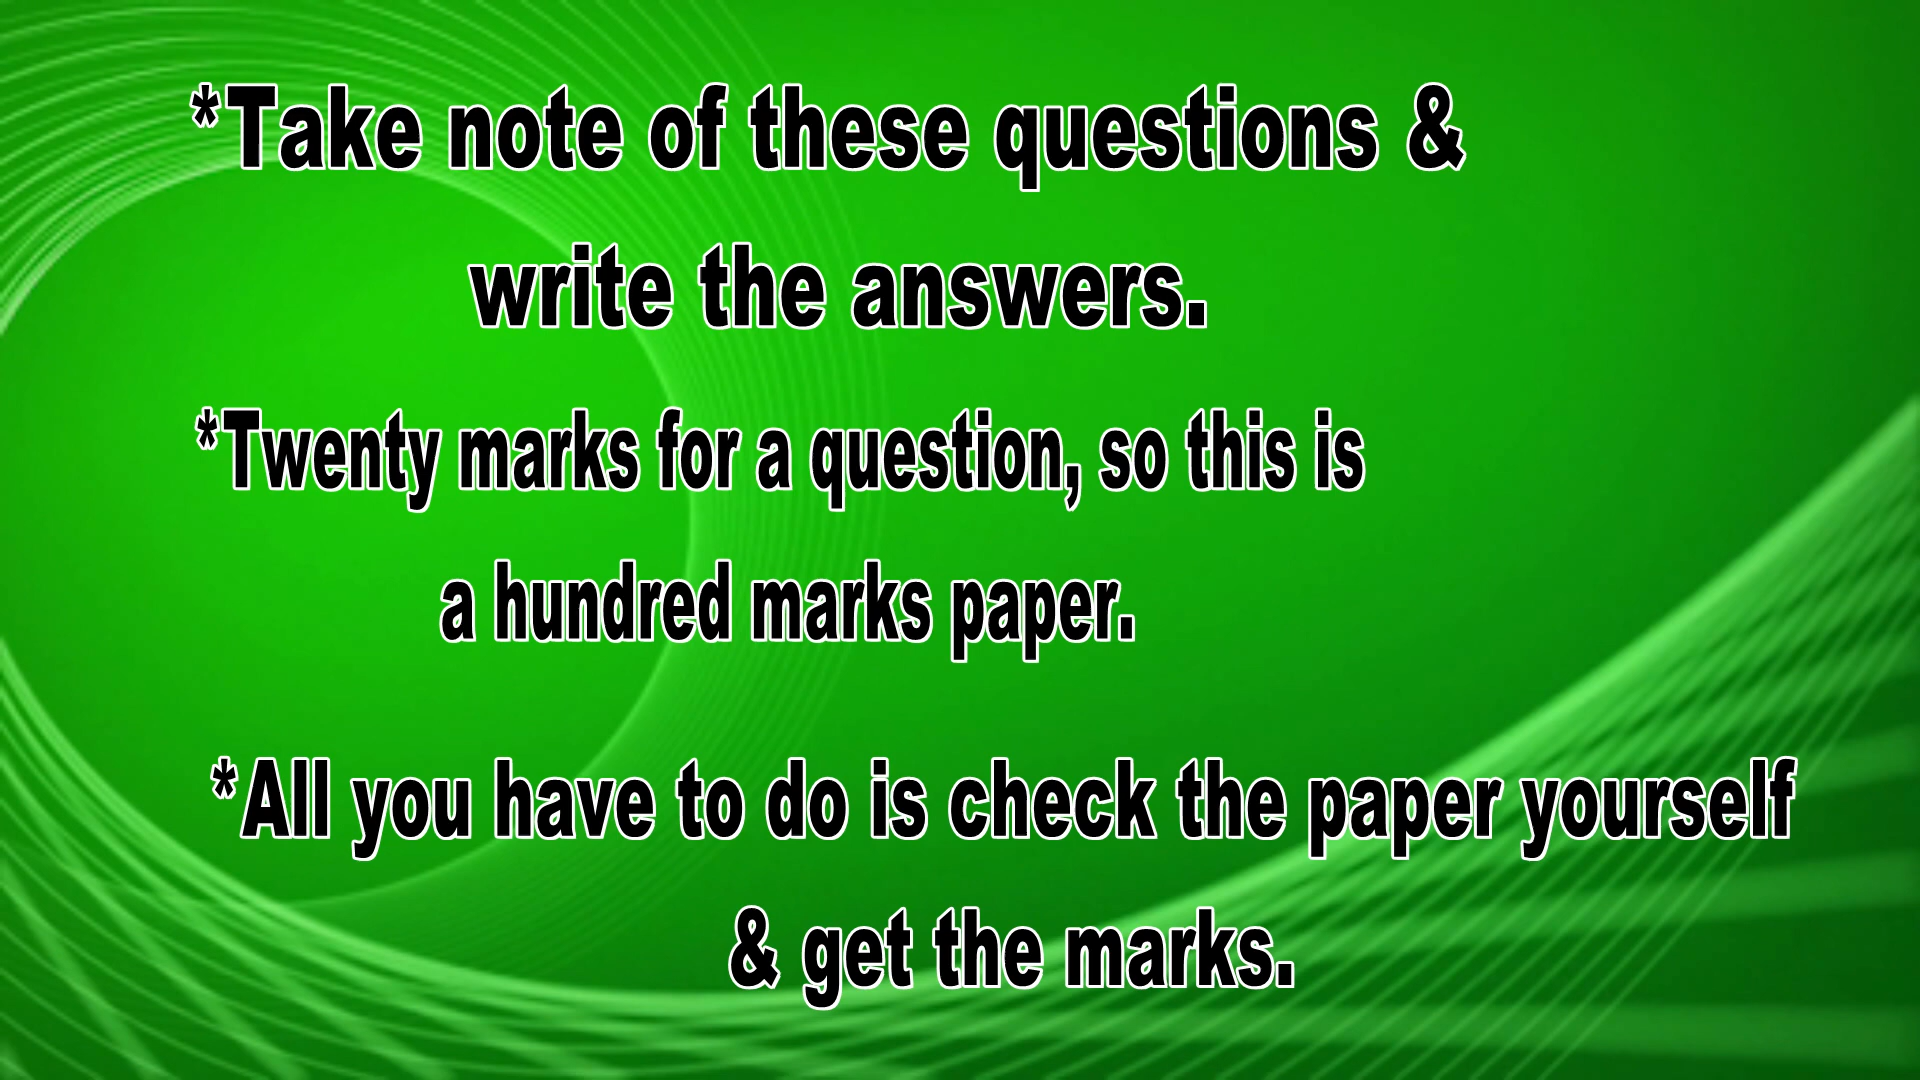 *Take note of these questions &
write the answers.
*Twenty marks for a question, so this is
a hundred marks paper.
*All you have to do is check the paper yourself
& get the marks.